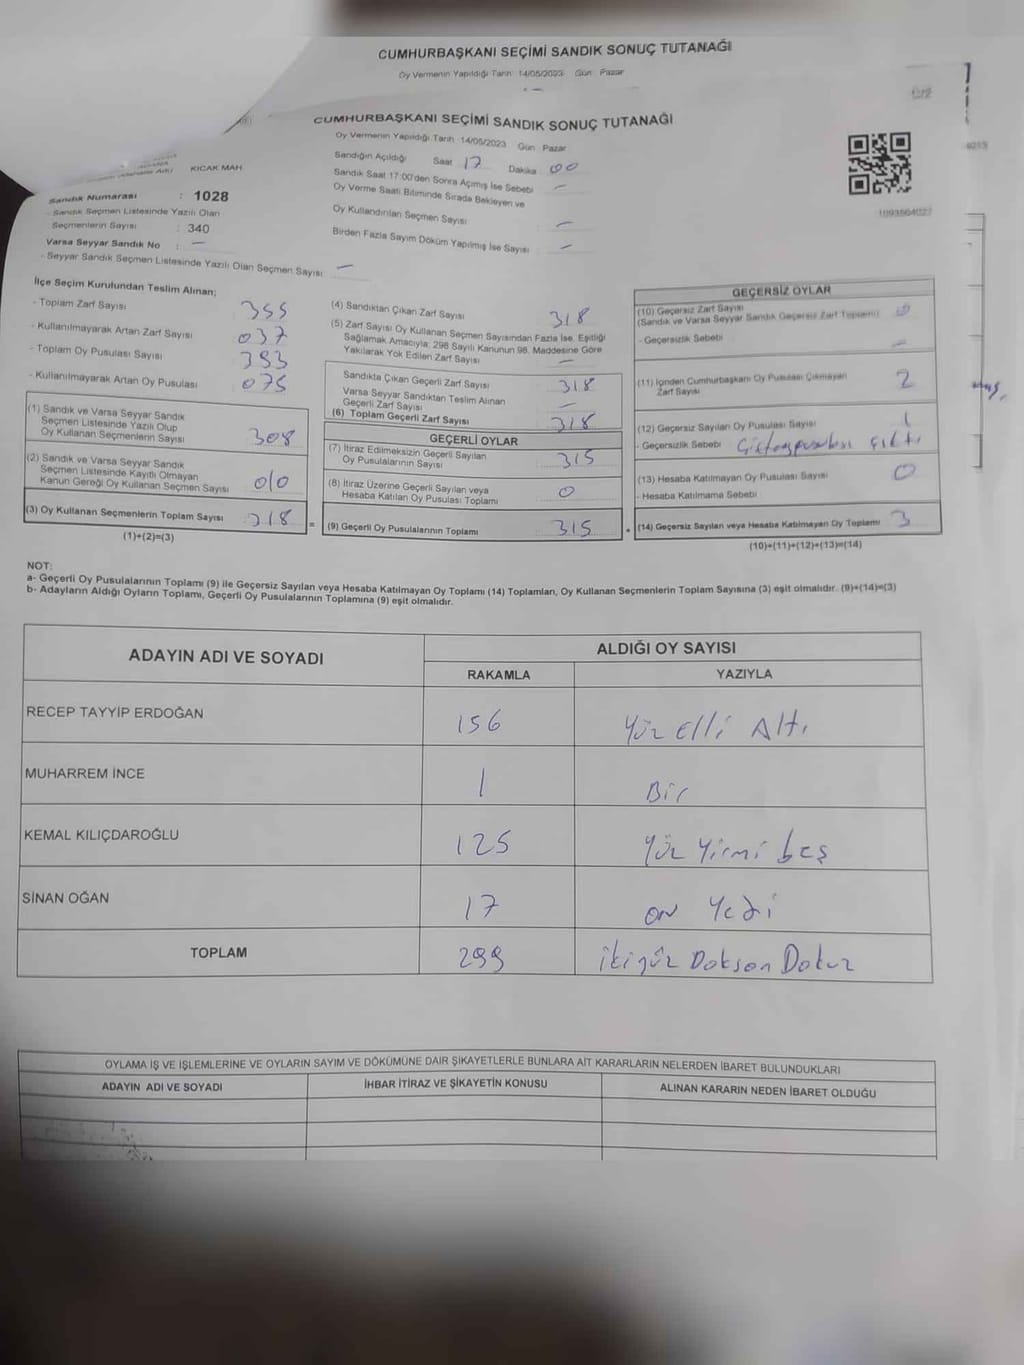 CUMHURBAŞKANI SEÇİMİ SANDIK SONUÇ TUTANAĞI
Oy Vermenin Yapıldığı Tarih 14/05/2023 Gün Pazar
CUMHURBAŞKANI SEÇİMİ SANDIK SONUÇ TUTANAĞI
Oy Vermenin Yapıldığı Tarih 14/05/2023 Gün Pazar
Sandığın Açıldığı Saat 17 Dakika 00
Sandık Saat 17:00'den Sonra Açımış İse Sebebi —
Oy Verme Saati Bitiminde Sırada Bekleyen ve
Oy Kullandırılan Seçmen Sayısı —
Birden Fazla Sayım Döküm Yapılmış İse Sayısı —
1093564027
KICAK MAH
Sandık Numarası : 1028
- Sandık Seçmen Listesinde Yazılı Olan
Seçmenlerin Sayısı : 340
Varsa Seyyar Sandık No : —
- Seyyar Sandık Seçmen Listesinde Yazılı Olan Seçmen Sayısı —
İlçe Seçim Kurulundan Teslim Alınan;
- Toplam Zarf Sayısı 355
- Kullanılmayarak Artan Zarf Sayısı 037
- Toplam Oy Pusulası Sayısı 393
- Kullanılmayarak Artan Oy Pusulası 075
(1) Sandık ve Varsa Seyyar Sandık
Seçmen Listesinde Yazılı Olup
Oy Kullanan Seçmenlerin Sayısı 308
(2) Sandık ve Varsa Seyyar Sandık
Seçmen Listesinde Kayıtlı Olmayan
Kanun Gereği Oy Kullanan Seçmen Sayısı 010
(3) Oy Kullanan Seçmenlerin Toplam Sayısı 318
(1)+(2)=(3)
(4) Sandıktan Çıkan Zarf Sayısı 318
(5) Zarf Sayısı Oy Kullanan Seçmen Sayısından Fazla İse, Eşitliği
Sağlamak Amacıyla; 298 Sayılı Kanunun 98. Maddesine Göre
Yakılarak Yok Edilen Zarf Sayısı —
Sandıkta Çıkan Geçerli Zarf Sayısı 318
Varsa Seyyar Sandıktan Teslim Alınan
Geçerli Zarf Sayısı —
(6) Toplam Geçerli Zarf Sayısı 318
GEÇERLİ OYLAR
(7) İtiraz Edilmeksizin Geçerli Sayılan
Oy Pusulalarının Sayısı 315
(8) İtiraz Üzerine Geçerli Sayılan veya
Hesaba Katılan Oy Pusulası Toplamı 0
= (9) Geçerli Oy Pusulalarının Toplamı 315
GEÇERSİZ OYLAR
(10) Geçersiz Zarf Sayısı
(Sandık ve Varsa Seyyar Sandık Geçersiz Zarf Toplamı) 0
- Geçersizlik Sebebi —
(11) İçinden Cumhurbaşkanı Oy Pusulası Çıkmayan
Zarf Sayısı 2
(12) Geçersiz Sayılan Oy Pusulası Sayısı 1
- Geçersizlik Sebebi Çift oy pusulası çıktı
(13) Hesaba Katılmayan Oy Pusulası Sayısı 0
- Hesaba Katılmama Sebebi
+ (14) Geçersiz Sayılan veya Hesaba Katılmayan Oy Toplamı 3
(10)+(11)+(12)+(13)=(14)
NOT:
a- Geçerli Oy Pusulalarının Toplamı (9) ile Geçersiz Sayılan veya Hesaba Katılmayan Oy Toplamı (14) Toplamları, Oy Kullanan Seçmenlerin Toplam Sayısına (3) eşit olmalıdır. (9)+(14)=(3)
b- Adayların Aldığı Oyların Toplamı, Geçerli Oy Pusulalarının Toplamına (9) eşit olmalıdır.
ADAYIN ADI VE SOYADI ALDIĞI OY SAYISI
RAKAMLA YAZIYLA
RECEP TAYYİP ERDOĞAN 156 Yüz Elli Altı
MUHARREM İNCE 1 Bir
KEMAL KILIÇDAROĞLU 125 Yüz Yirmi beş
SİNAN OĞAN 17 on Yedi
TOPLAM 299 ikiyüz Doksan Dokuz
OYLAMA İŞ VE İŞLEMLERİNE VE OYLARIN SAYIM VE DÖKÜMÜNE DAİR ŞİKAYETLERLE BUNLARA AİT KARARLARIN NELERDEN İBARET BULUNDUKLARI
ADAYIN ADI VE SOYADI İHBAR İTİRAZ VE ŞİKAYETİN KONUSU ALINAN KARARIN NEDEN İBARET OLDUĞU